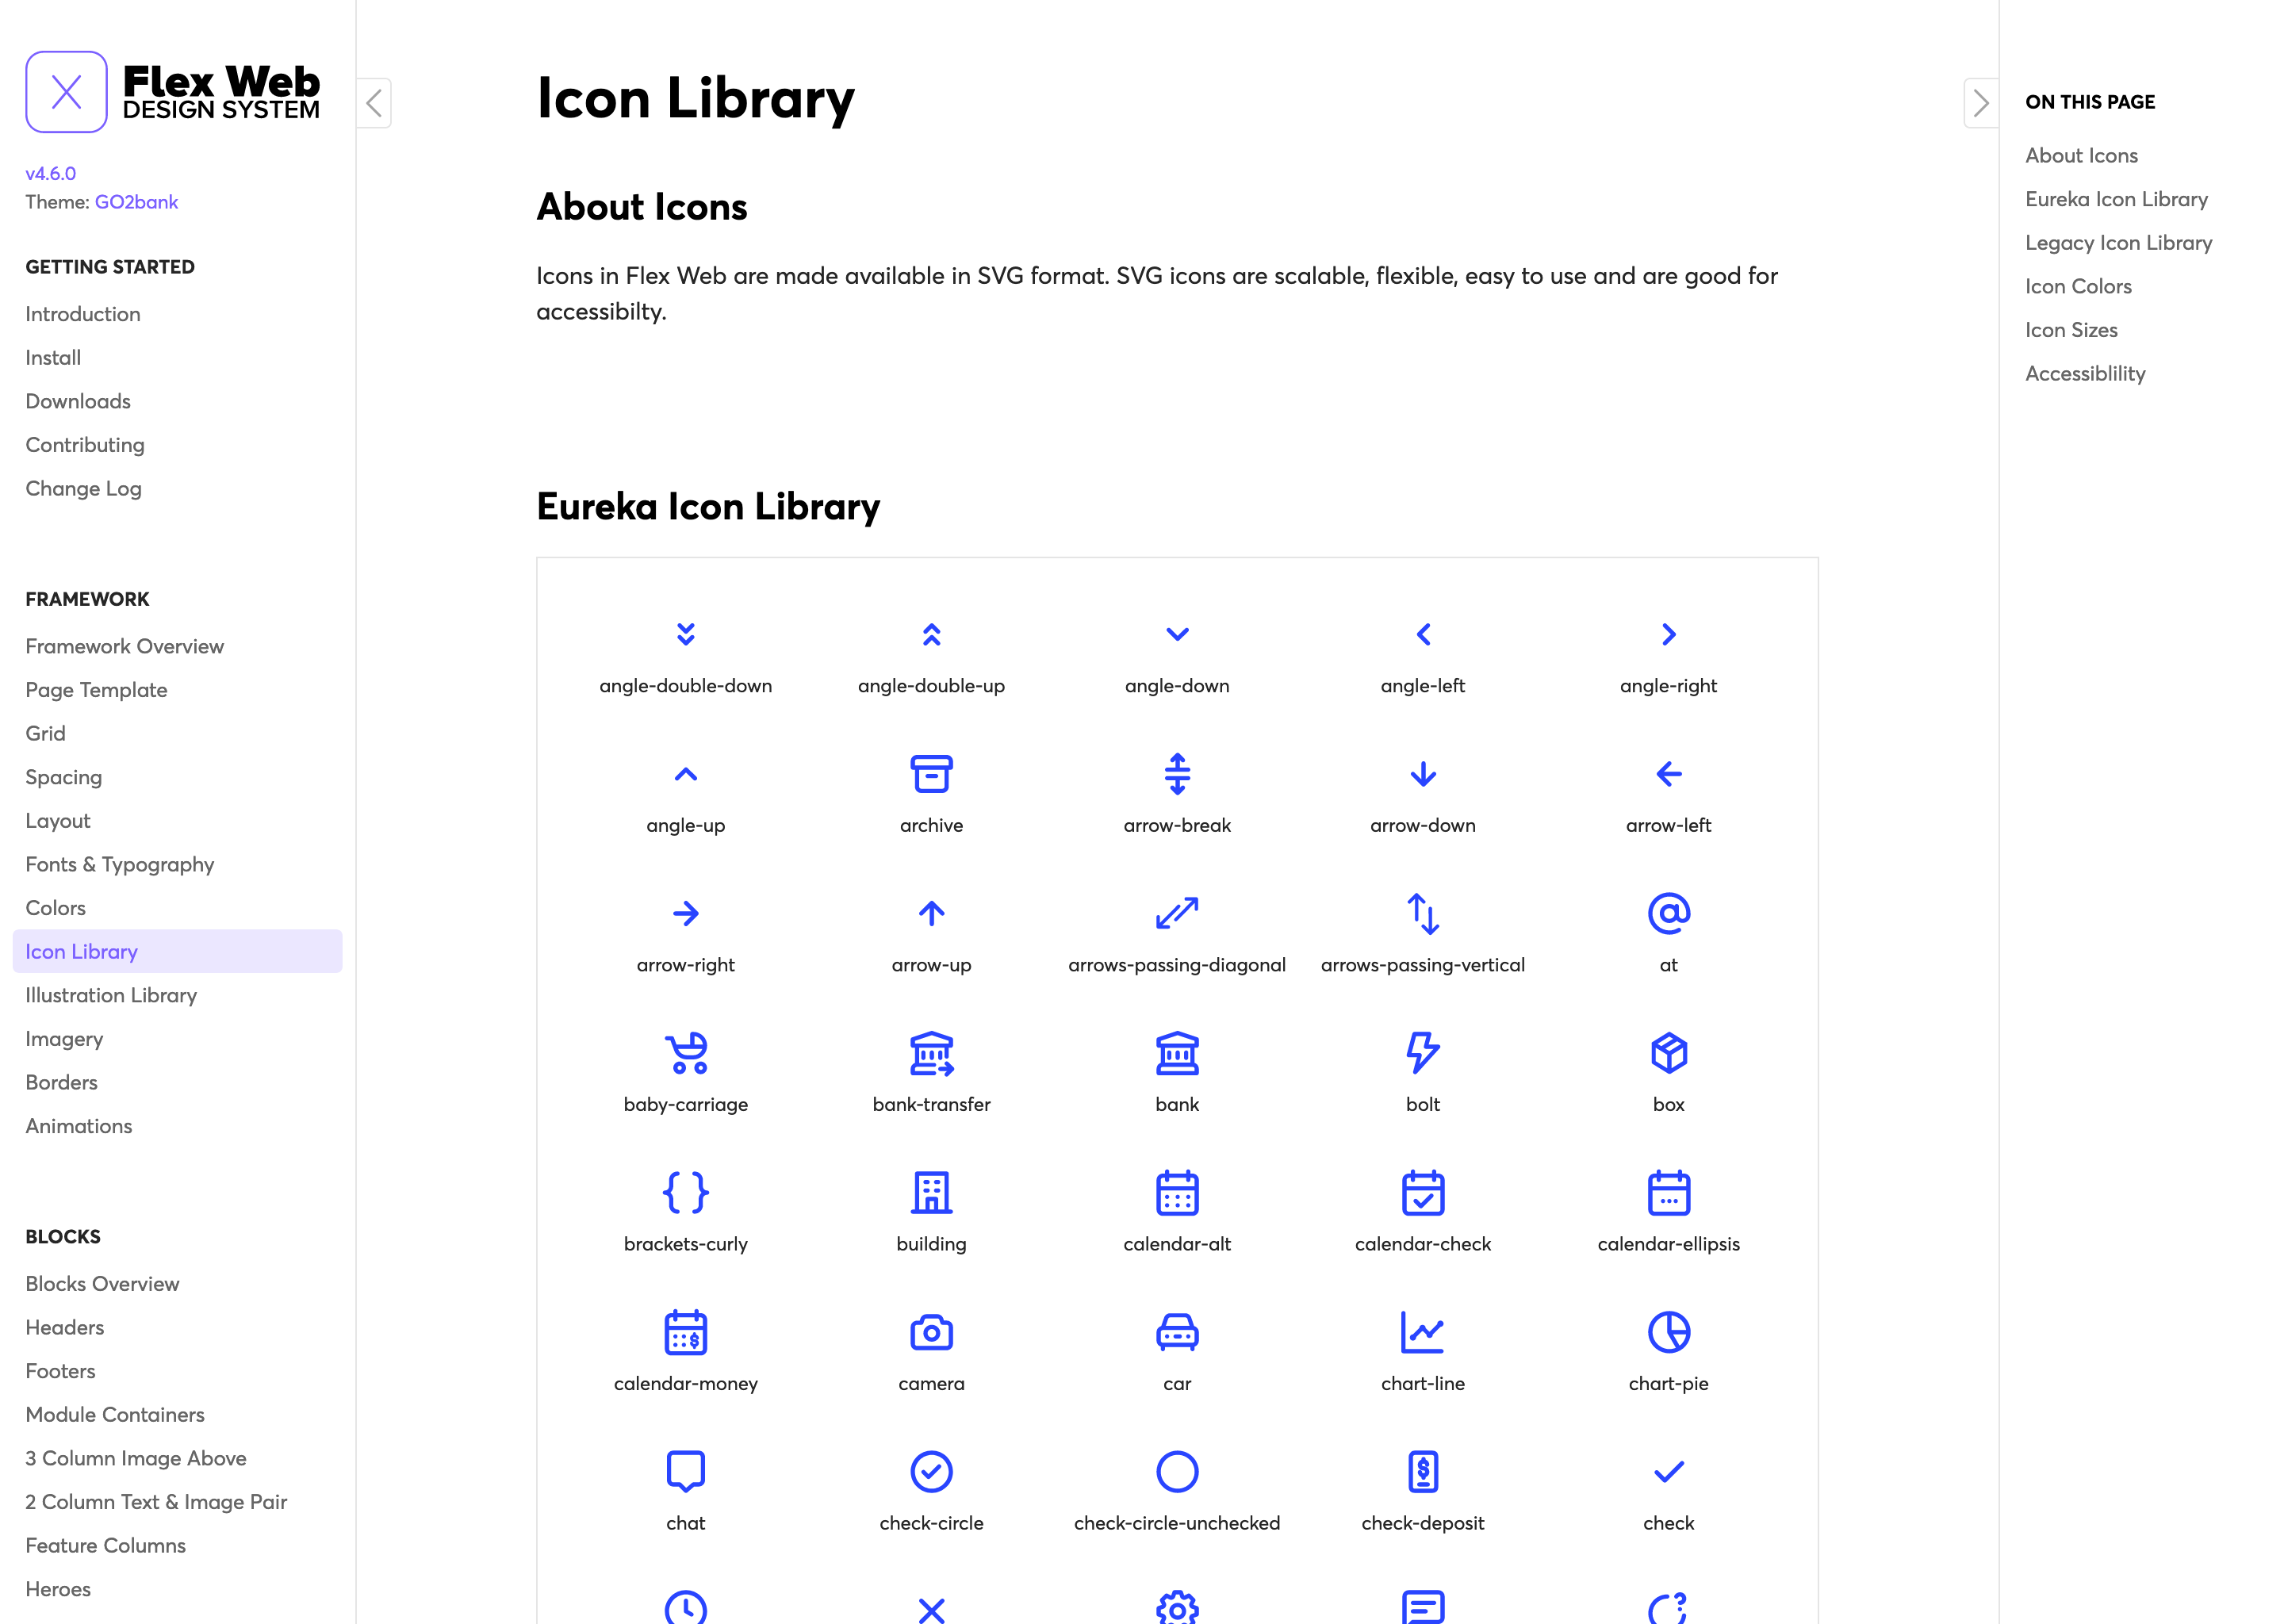 Flex Web
DESIGN SYSTEM
v4.6.0
Theme: GO2bank
GETTING STARTED
Introduction
Install
Downloads
Contributing
Change Log
FRAMEWORK
Framework Overview
Page Template
Grid
Spacing
Layout
Fonts & Typography
Colors
Icon Library
Illustration Library
Imagery
Borders
Animations
BLOCKS
Blocks Overview
Headers
Footers
Module Containers
3 Column Image Above
2 Column Text & Image Pair
Feature Columns
Heroes
Icon Library
About Icons
Icons in Flex Web are made available in SVG format. SVG icons are scalable, flexible, easy to use and are good for
accessibilty.
Eureka Icon Library
angle-double-down angle-double-up angle-down angle-left angle-right
angle-up archive arrow-break arrow-down arrow-left
arrow-right arrow-up arrows-passing-diagonal arrows-passing-vertical at
baby-carriage bank-transfer bank bolt box
brackets-curly building calendar-alt calendar-check calendar-ellipsis
calendar-money camera car chart-line chart-pie
chat check-circle check-circle-unchecked check-deposit check
ON THIS PAGE
About Icons
Eureka Icon Library
Legacy Icon Library
Icon Colors
Icon Sizes
Accessiblility